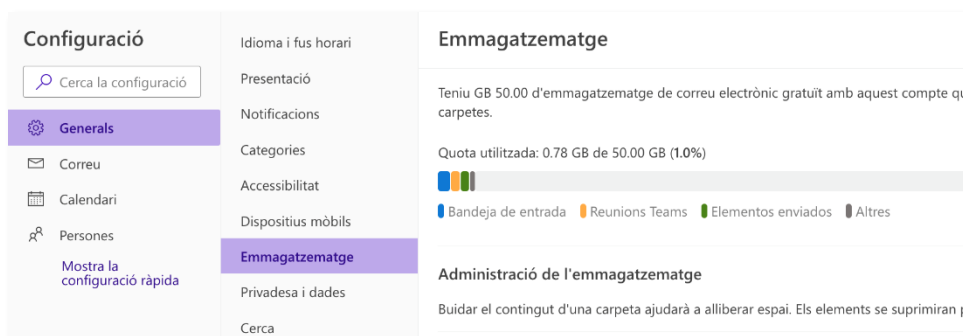 Configuració
Cerca la configuració
Generals
Correu
Calendari
Persones
Mostra la
configuració ràpida
Idioma i fus horari
Presentació
Notificacions
Categories
Accessibilitat
Dispositius mòbils
Emmagatzematge
Privadesa i dades
Cerca
Emmagatzematge
Teniu GB 50.00 d'emmagatzematge de correu electrònic gratuït amb aquest compte
carpetes.
Quota utilitzada: 0.78 GB de 50.00 GB (1.0%)
Bandeja de entrada Reunions Teams Elementos enviados Altres
Administració de l'emmagatzematge
Buidar el contingut d'una carpeta ajudarà a alliberar espai. Els elements se suprimiran